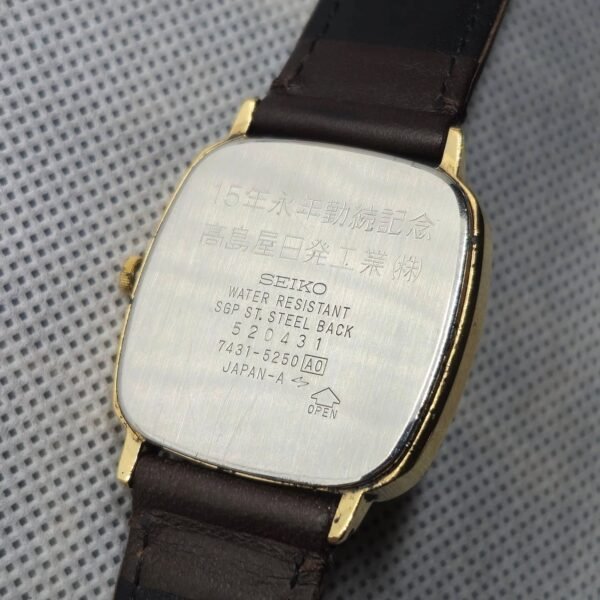 15年永年勤続記念
高島屋日発工業(株)
SEIKO
WATER RESISTANT
SGP ST. STEEL BACK
520431
7431-5250 A0
JAPAN-A
OPEN